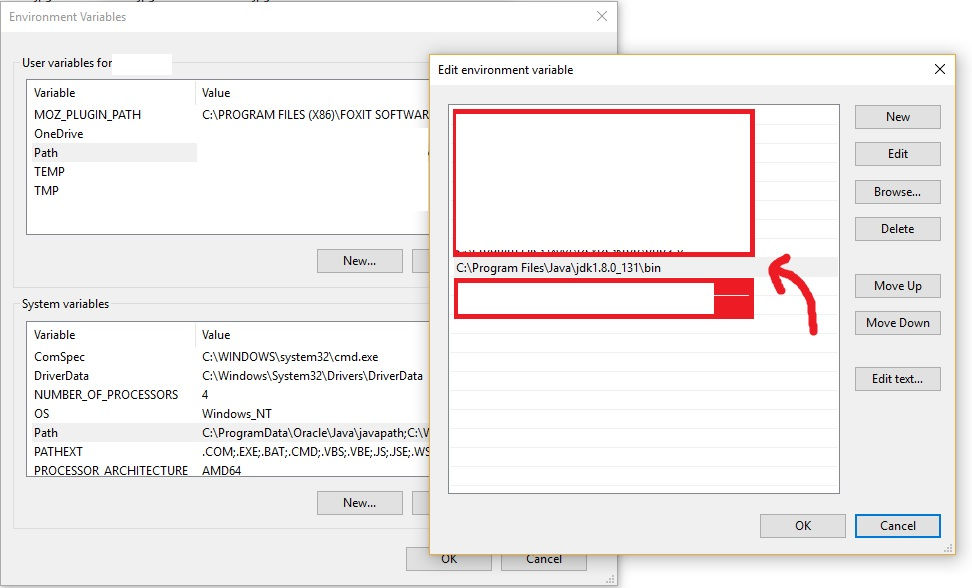 Environment Variables
User variables for
Variable Value
MOZ_PLUGIN_PATH C:\PROGRAM FILES (X86)\FOXIT SOFTWAR
OneDrive
Path
TEMP
TMP
New...
System variables
Variable Value
ComSpec C:\WINDOWS\system32\cmd.exe
DriverData C:\Windows\System32\Drivers\DriverData
NUMBER_OF_PROCESSORS 4
OS Windows_NT
Path C:\ProgramData\Oracle\Java\javapath;C:\W
PATHEXT .COM;.EXE;.BAT;.CMD;.VBS;.VBE;.JS;.JSE;.WS
PROCESSOR_ARCHITECTURE AMD64
New...
OK Cancel
Edit environment variable
C:\Program Files\Java\jdk1.8.0_131\bin
New
Edit
Browse...
Delete
Move Up
Move Down
Edit text...
OK Cancel